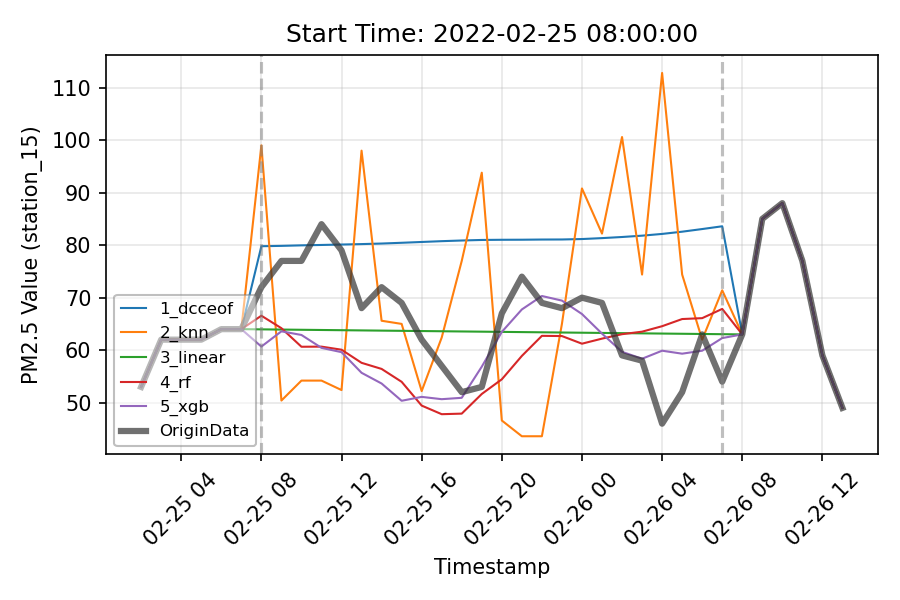 Start Time: 2022-02-25 08:00:00
PM2.5 Value (station_15)
110
100
90
80
70
60
50
1_dcceof
2_knn
3_linear
4_rf
5_xgb
OriginData
02-25 04
02-25 08
02-25 12
02-25 16
02-25 20
02-26 00
02-26 04
02-26 08
02-26 12
Timestamp